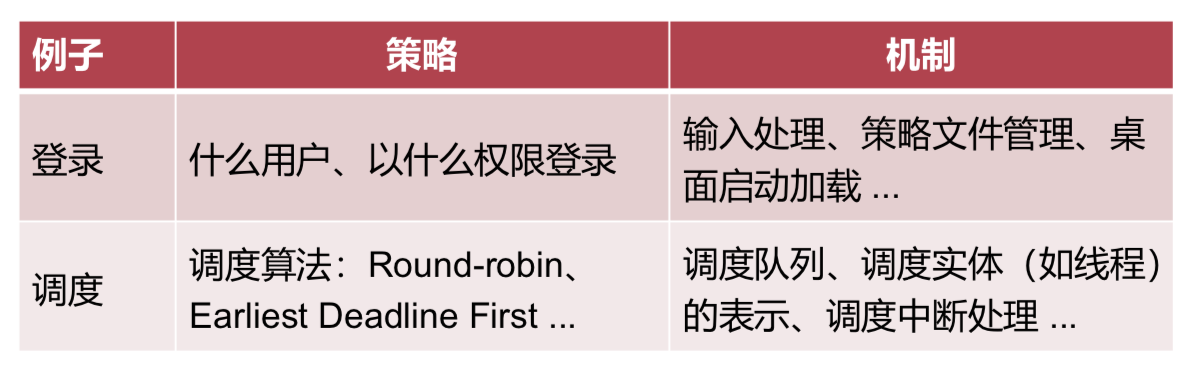 例子 策略 机制
登录
什么用户、以什么权限登录
输入处理、策略文件管理、桌
面启动加载 ...
调度
调度算法：Round-robin、
Earliest Deadline First ...
调度队列、调度实体（如线程）
的表示、调度中断处理 ...